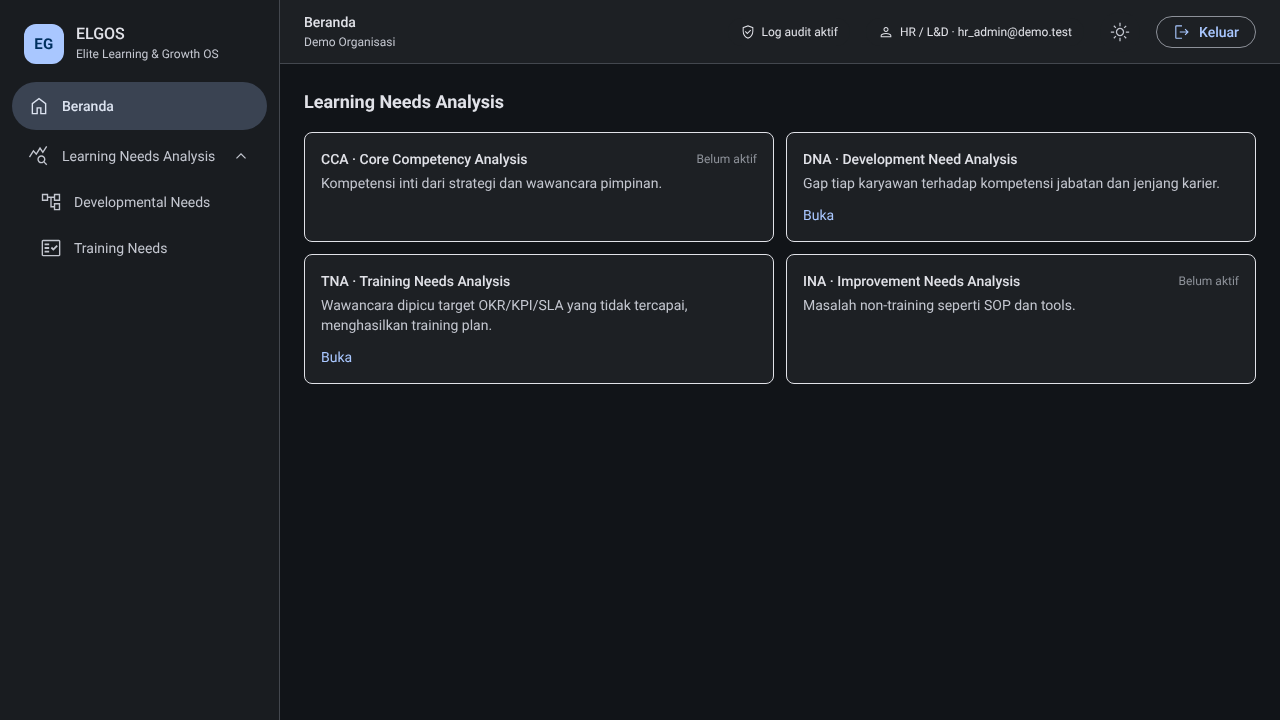 EG
ELGOS
Elite Learning & Growth OS
Beranda
Learning Needs Analysis
Developmental Needs
Training Needs
Beranda
Demo Organisasi
Log audit aktif
HR / L&D · hr_admin@demo.test
Keluar
Learning Needs Analysis
CCA · Core Competency Analysis
Belum aktif
Kompetensi inti dari strategi dan wawancara pimpinan.
DNA · Development Need Analysis
Gap tiap karyawan terhadap kompetensi jabatan dan jenjang karier.
Buka
TNA · Training Needs Analysis
Wawancara dipicu target OKR/KPI/SLA yang tidak tercapai,
menghasilkan training plan.
Buka
INA · Improvement Needs Analysis
Belum aktif
Masalah non-training seperti SOP dan tools.